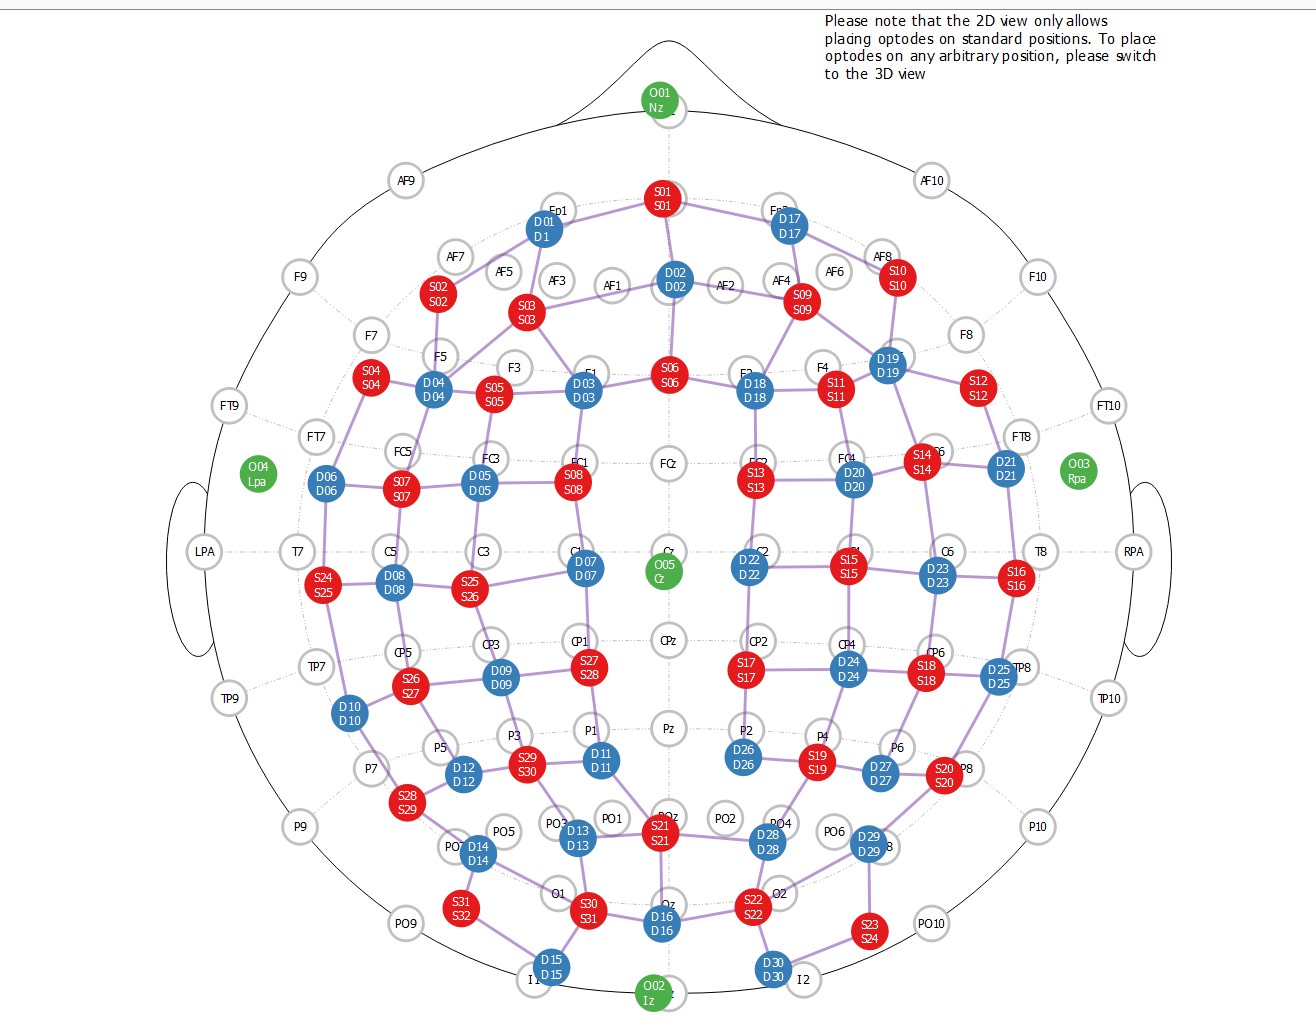 Please note that the 2D view only allows
placing optodes on standard positions. To place
optodes on any arbitrary position, please switch
to the 3D view
O01
Nz
AF9
AF10
S01
S01
Fp1
D01
D1
D17
D17
AF7
AF5
AF3
AF1
D02
D02
AF2
AF4
AF6
AF8
S10
S10
F9
F10
S02
S02
S03
S03
S09
S09
F7
F8
F5
F3
F1
F4
D19
D19
S04
S04
D04
D04
S05
S05
D03
D03
S06
S06
D18
D18
S11
S11
S12
S12
FT9
FT10
FT7
FC5
FC3
FC1
FCz
FC2
FC4
FT8
O04
Lpa
D06
D06
S07
S07
D05
D05
S08
S08
S13
S13
D20
D20
S14
S14
D21
D21
O03
Rpa
LPA
T7
C5
C3
C1
Cz
C2
C6
T8
RPA
S24
S25
D08
D08
S25
S26
D07
D07
O05
Cz
D22
D22
S15
S15
D23
D23
S16
S16
TP7
CP5
CP3
CP1
CPz
CP2
CP4
CP6
TP8
TP9
TP10
D10
D10
S26
S27
D09
D09
S27
S28
S17
S17
D24
D24
S18
S18
D25
D25
P7
P5
P3
P1
Pz
P2
P4
P6
P8
S28
S29
D12
D12
S29
S30
D11
D11
D26
D26
S19
S19
D27
D27
S20
S20
P9
P10
PO5
PO3
PO1
POz
PO2
PO4
PO6
D14
D14
D13
D13
S21
S21
D28
D28
D29
D29
O1
Oz
O2
PO9
PO10
S31
S32
S30
S31
D16
D16
S22
S22
S23
S24
I1
D15
D15
O02
Iz
D30
D30
I2